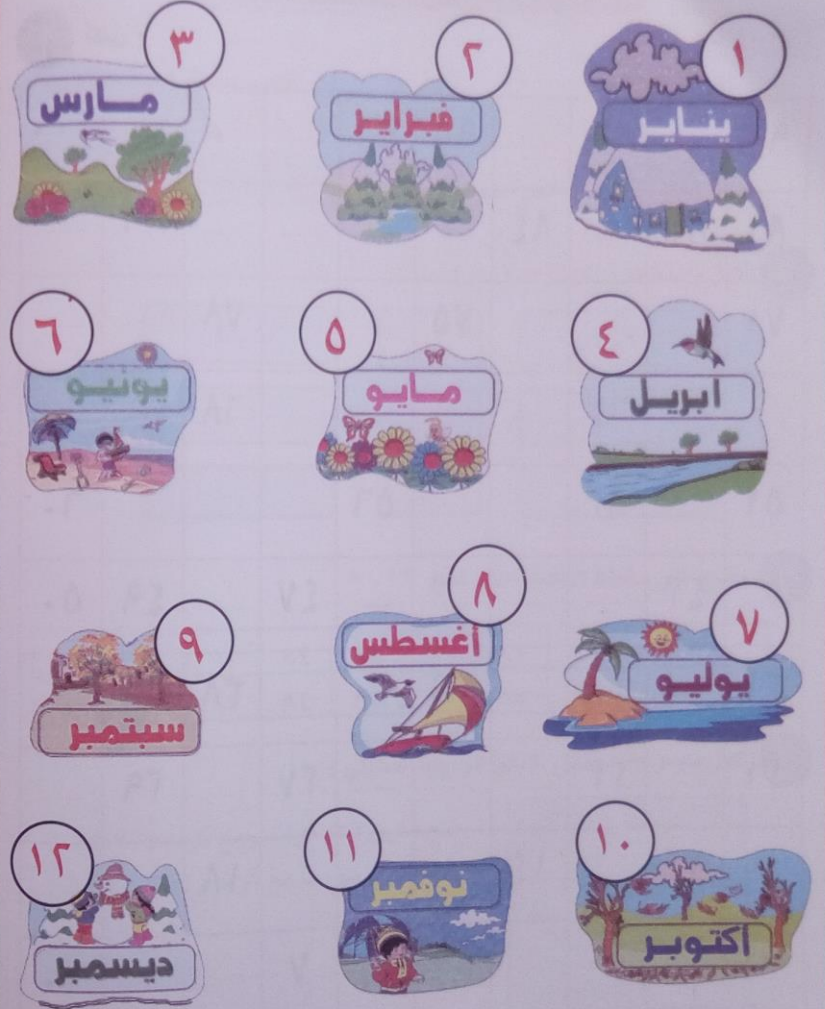 ١
يناير
٢
فبراير
٣
مارس
٤
ابريل
٥
مايو
٦
يونيو
٧
يوليو
٨
أغسطس
٩
سبتمبر
١٠
أكتوبر
١١
نوفمبر
١٢
ديسمبر